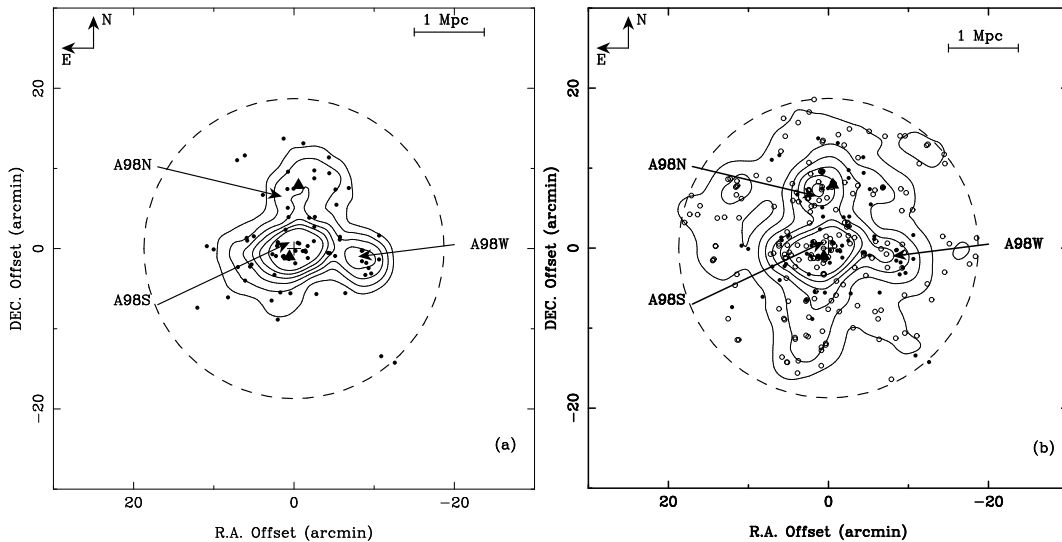 N
E
1 Mpc
A98N
A98W
A98S
(a)
20
0
-20
DEC. Offset (arcmin)
20
0
-20
R.A. Offset (arcmin)
N
E
1 Mpc
A98N
A98W
A98S
(b)
20
0
-20
DEC. Offset (arcmin)
20
0
-20
R.A. Offset (arcmin)